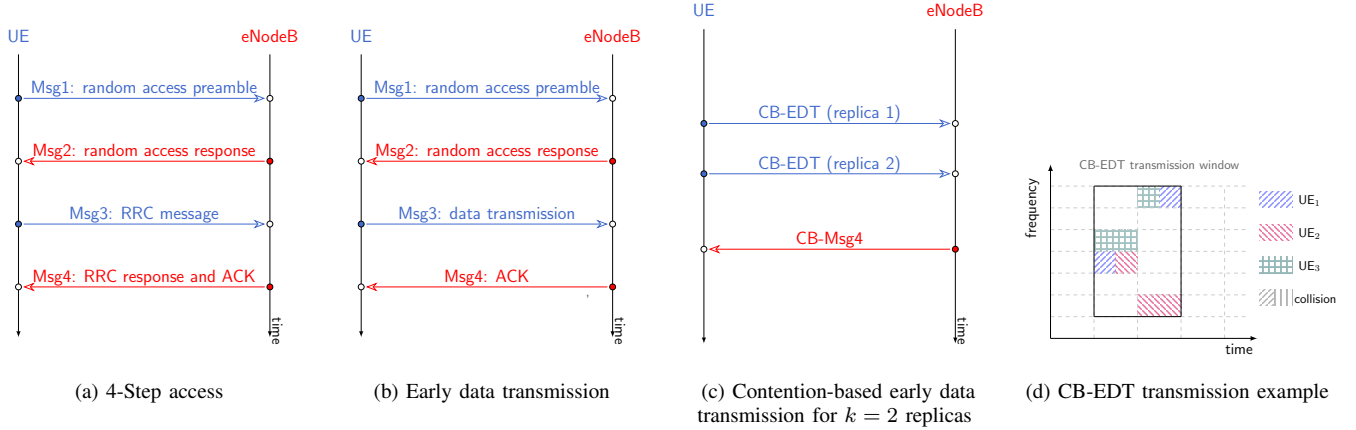 UE
eNodeB
Msg1: random access preamble
Msg2: random access response
Msg3: RRC message
Msg4: RRC response and ACK
time
(a) 4-Step access
UE
eNodeB
Msg1: random access preamble
Msg2: random access response
Msg3: data transmission
Msg4: ACK
,
time
(b) Early data transmission
UE
eNodeB
CB-EDT (replica 1)
CB-EDT (replica 2)
CB-Msg4
time
(c) Contention-based early data
transmission for k = 2 replicas
CB-EDT transmission window
frequency
time
UE₁
UE₂
UE₃
collision
(d) CB-EDT transmission example